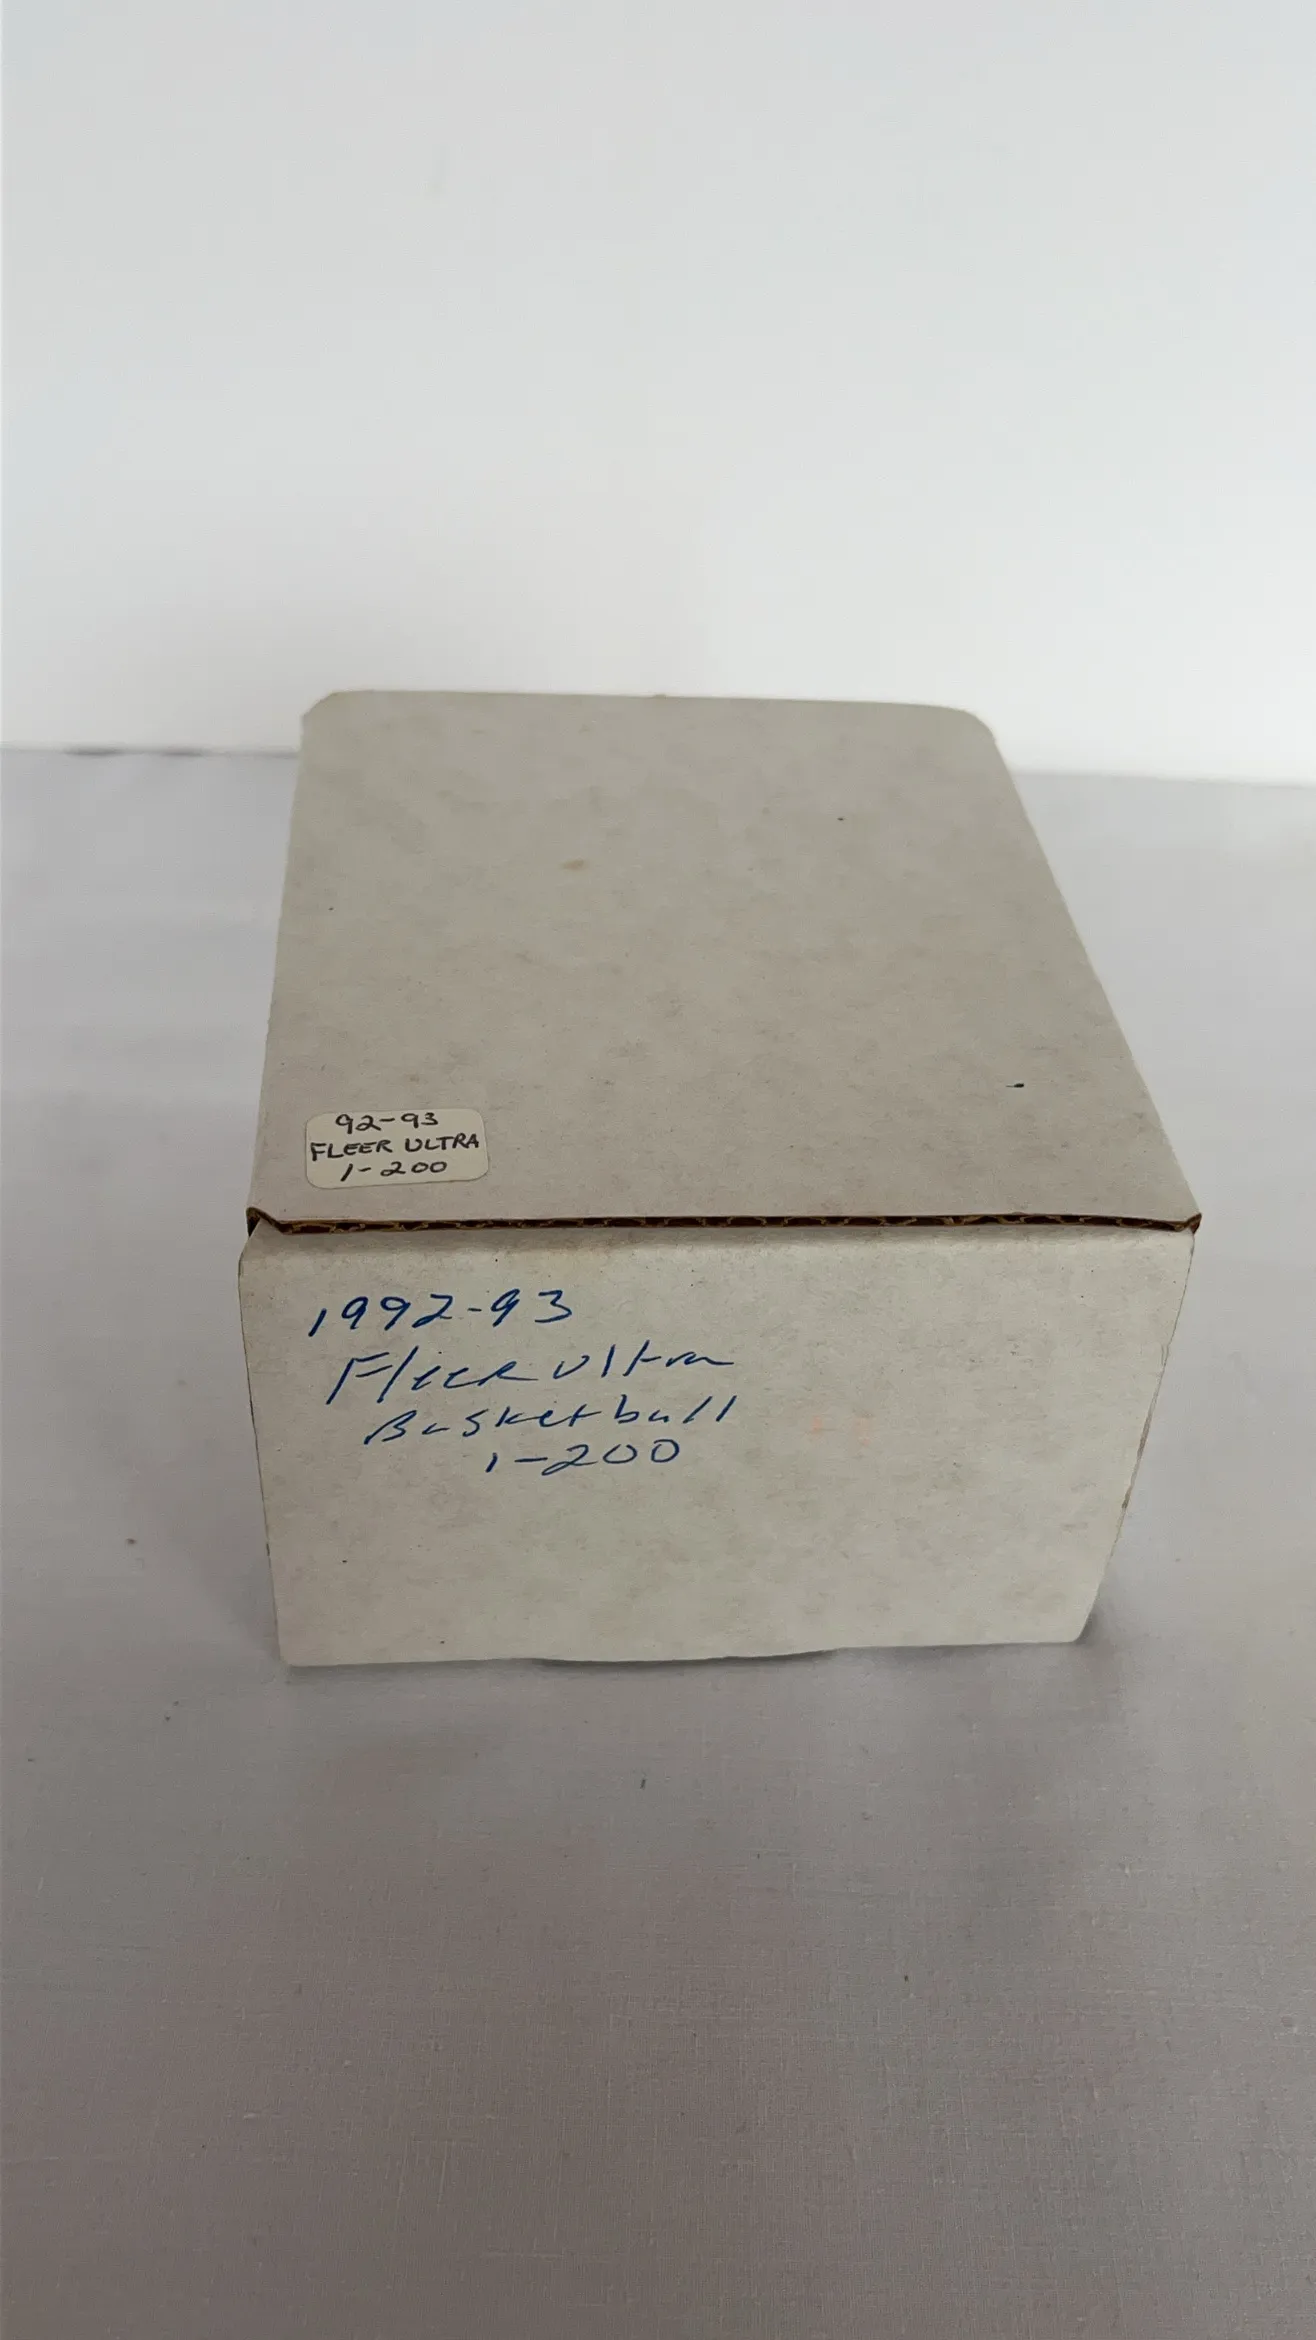 92-93
FLEER ULTRA
1-200
1992-93
Fleer Ultra
Basketball
1-200